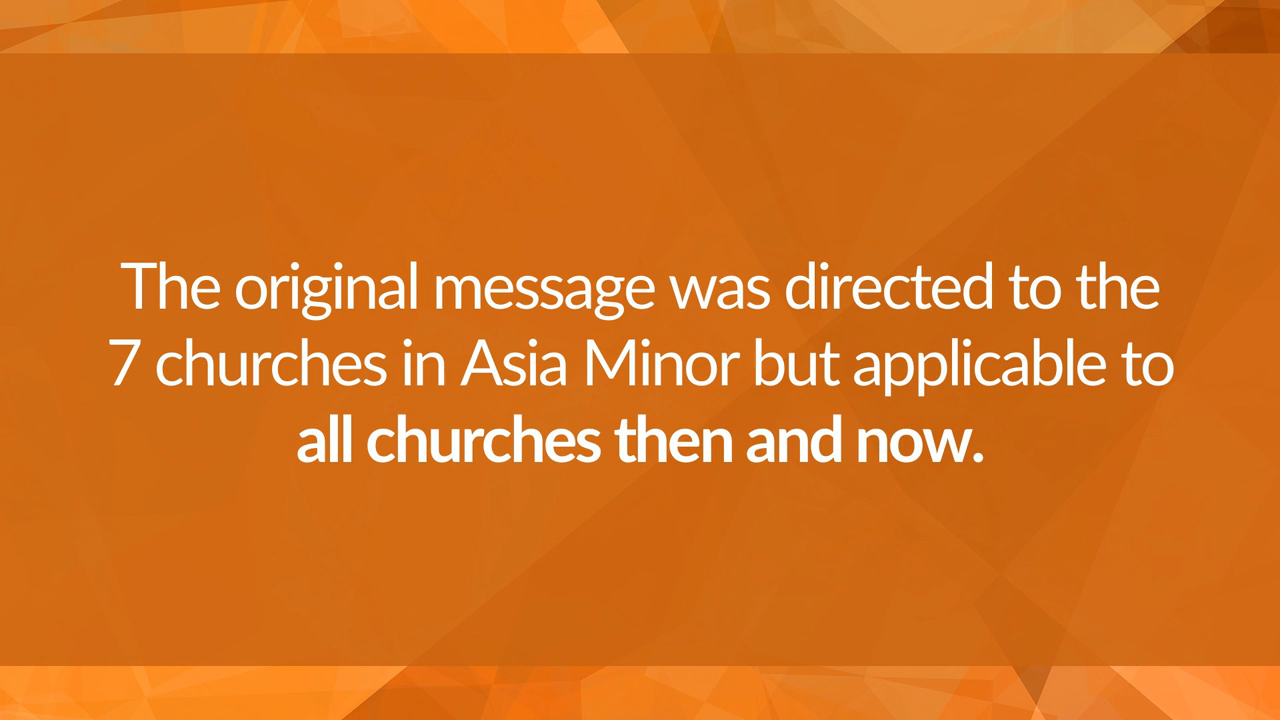 The original message was directed to the
7 churches in Asia Minor but applicable to
all churches then and now.